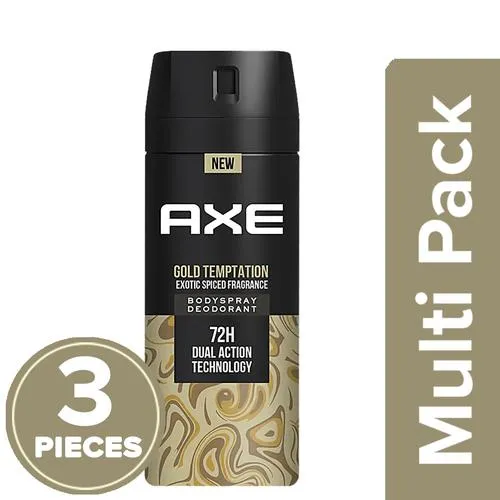 NEW
AXE
GOLD TEMPTATION
EXOTIC SPICED FRAGRANCE
BODYSPRAY
DEODORANT
72H
DUAL ACTION
TECHNOLOGY
3
PIECES
Multi Pack